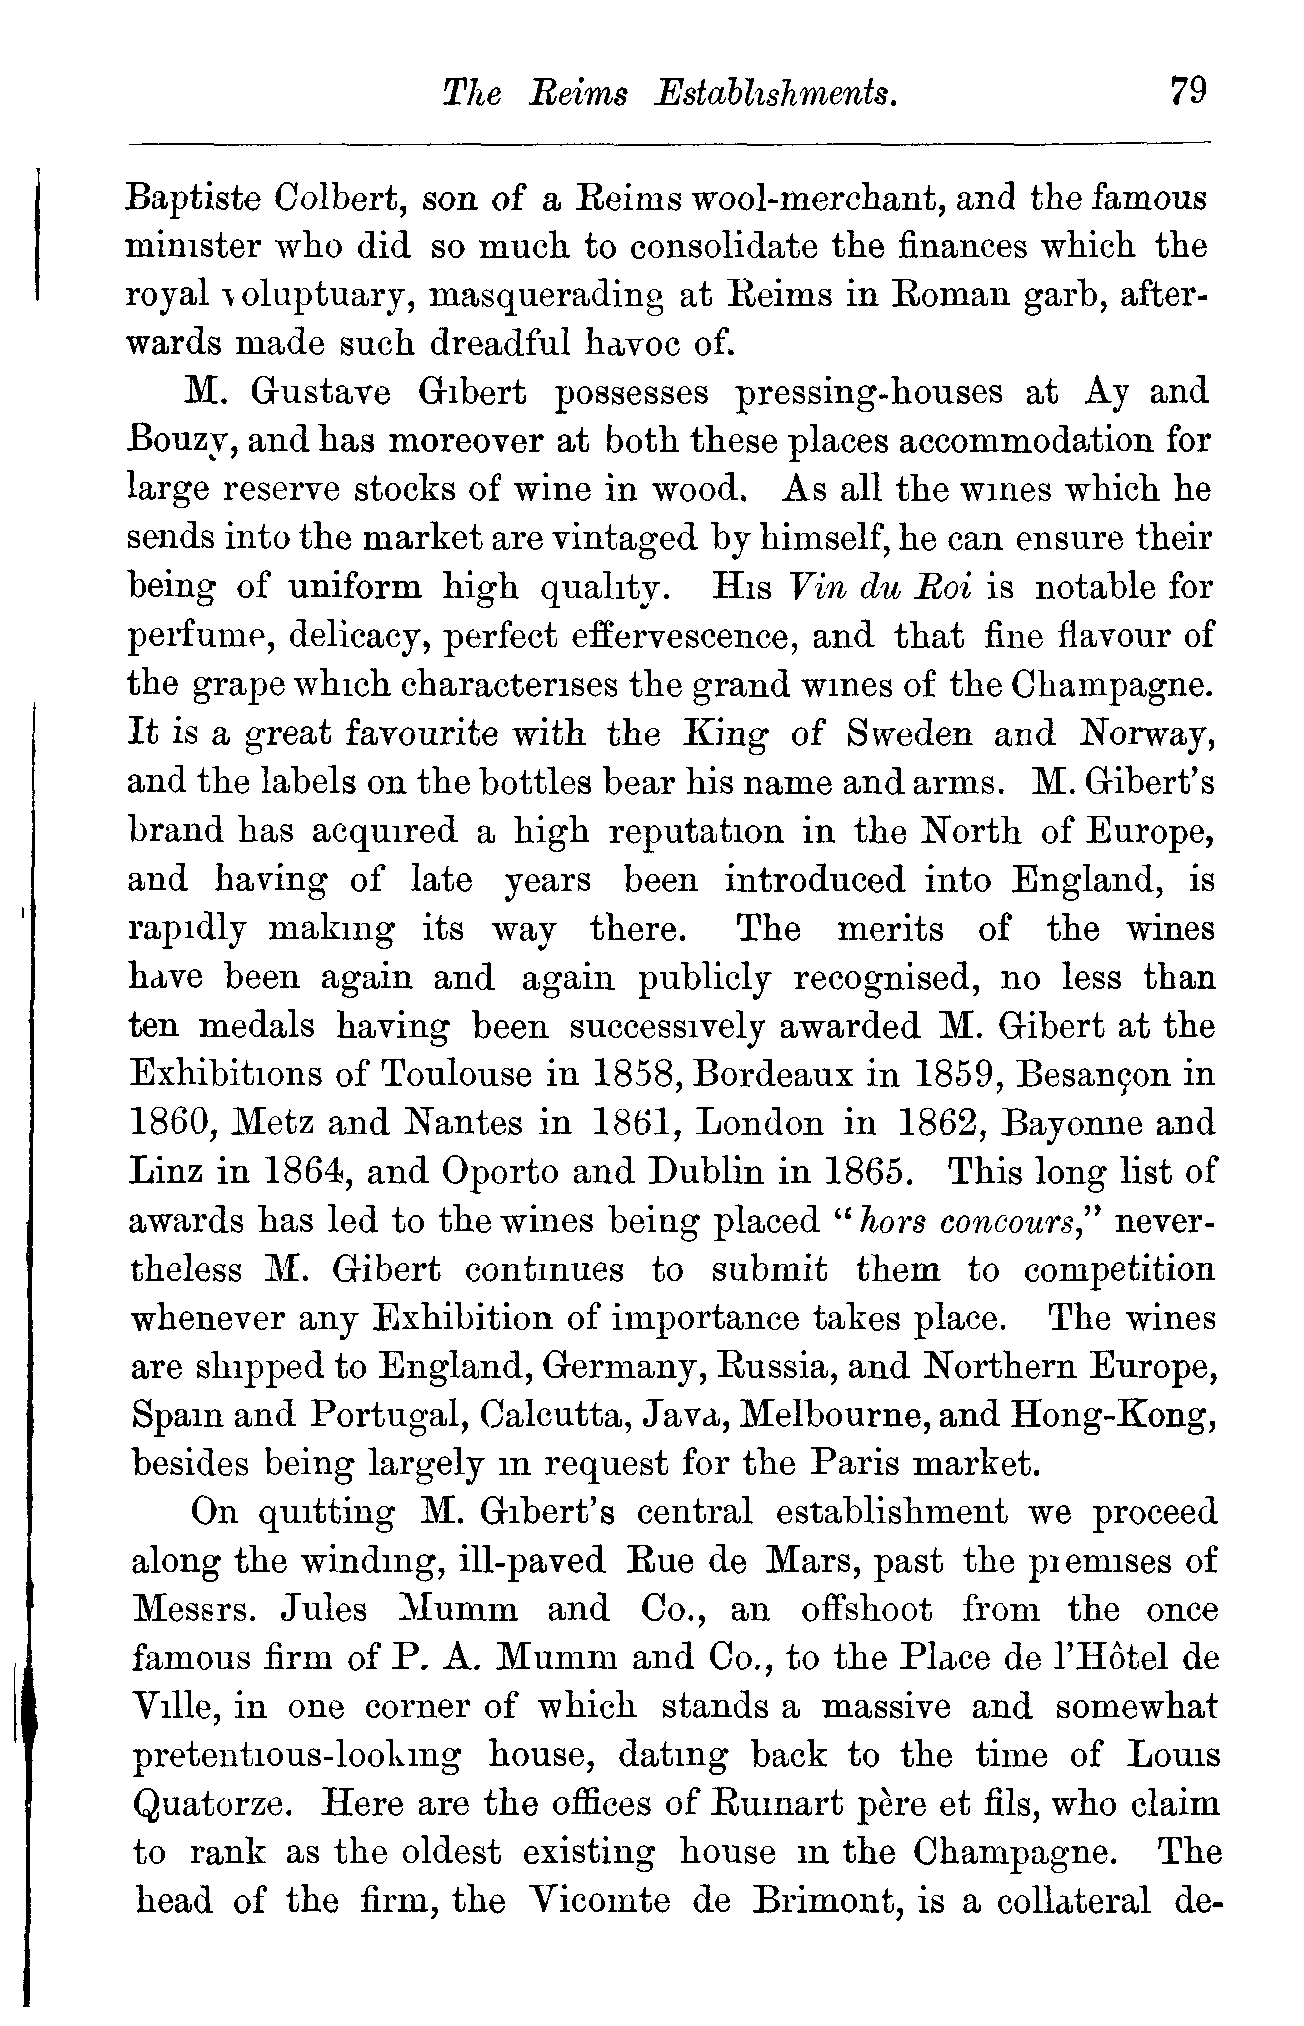 The Reims Establishments. 79
Baptiste Colbert, son of a Reims wool-merchant, and the famous
minister who did so much to consolidate the finances which the
royal voluptuary, masquerading at Reims in Roman garb, after-
wards made such dreadful havoc of.
M. Gustave Gibert possesses pressing-houses at Ay and
Bouzy, and has moreover at both these places accommodation for
large reserve stocks of wine in wood. As all the wines which he
sends into the market are vintaged by himself, he can ensure their
being of uniform high quality. His Vin du Roi is notable for
perfume, delicacy, perfect effervescence, and that fine flavour of
the grape which characterises the grand wines of the Champagne.
It is a great favourite with the King of Sweden and Norway,
and the labels on the bottles bear his name and arms. M. Gibert's
brand has acquired a high reputation in the North of Europe,
and having of late years been introduced into England, is
rapidly making its way there. The merits of the wines
have been again and again publicly recognised, no less than
ten medals having been successively awarded M. Gibert at the
Exhibitions of Toulouse in 1858, Bordeaux in 1859, Besançon in
1860, Metz and Nantes in 1861, London in 1862, Bayonne and
Linz in 1864, and Oporto and Dublin in 1865. This long list of
awards has led to the wines being placed "hors concours," never-
theless M. Gibert continues to submit them to competition
whenever any Exhibition of importance takes place. The wines
are shipped to England, Germany, Russia, and Northern Europe,
Spain and Portugal, Calcutta, Java, Melbourne, and Hong-Kong,
besides being largely in request for the Paris market.
On quitting M. Gibert's central establishment we proceed
along the winding, ill-paved Rue de Mars, past the premises of
Messrs. Jules Mumm and Co., an offshoot from the once
famous firm of P. A. Mumm and Co., to the Place de l'Hôtel de
Ville, in one corner of which stands a massive and somewhat
pretentious-looking house, dating back to the time of Louis
Quatorze. Here are the offices of Ruinart père et fils, who claim
to rank as the oldest existing house in the Champagne. The
head of the firm, the Vicomte de Brimont, is a collateral de-